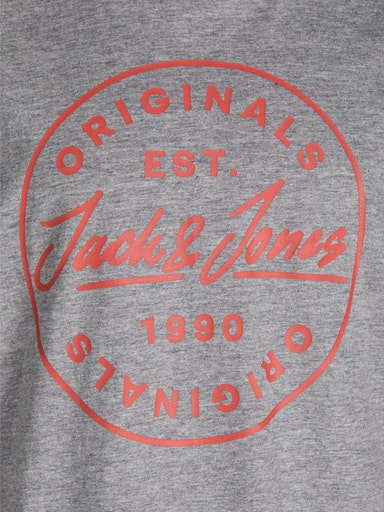 ORIGINALS
EST.
Jack & Jones
1990
ORIGINALS